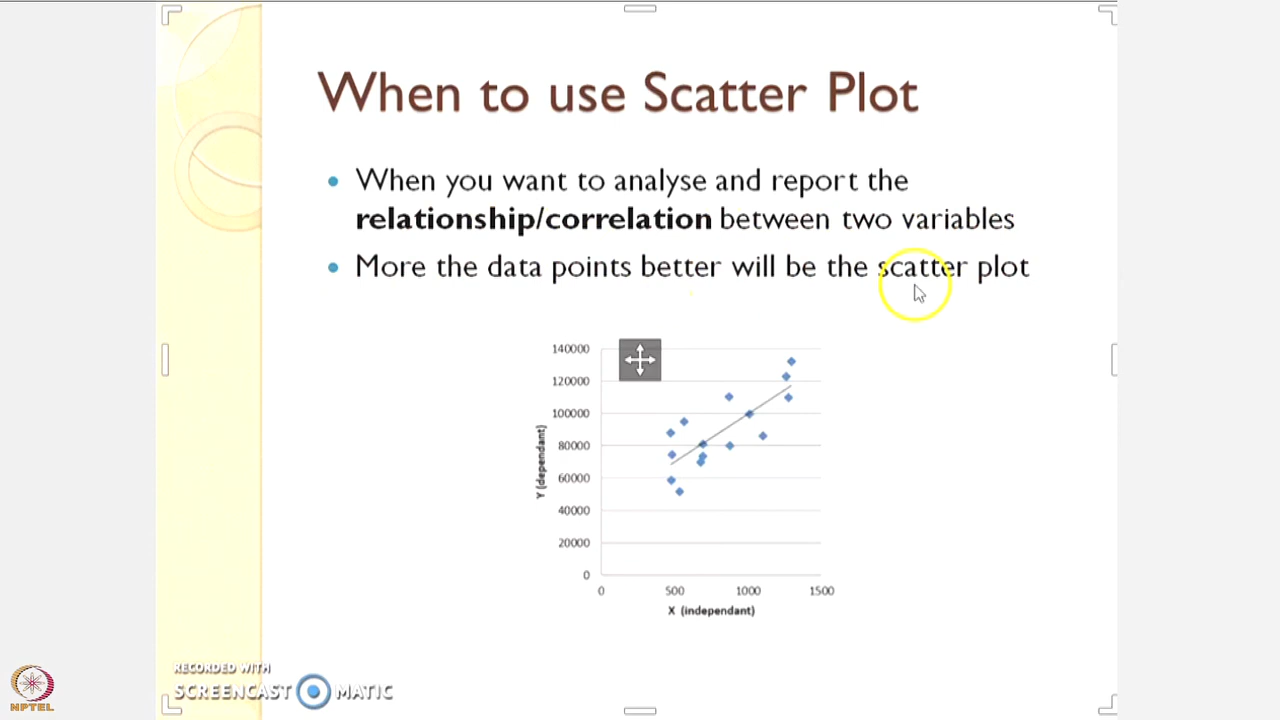 When to use Scatter Plot
• When you want to analyse and report the
relationship/correlation between two variables
• More the data points better will be the scatter plot
140000
120000
100000
80000
60000
40000
20000
0
Y (dependant)
0 500 1000 1500
X (independant)
RECORDED WITH
SCREENCAST MATIC
NPTEL